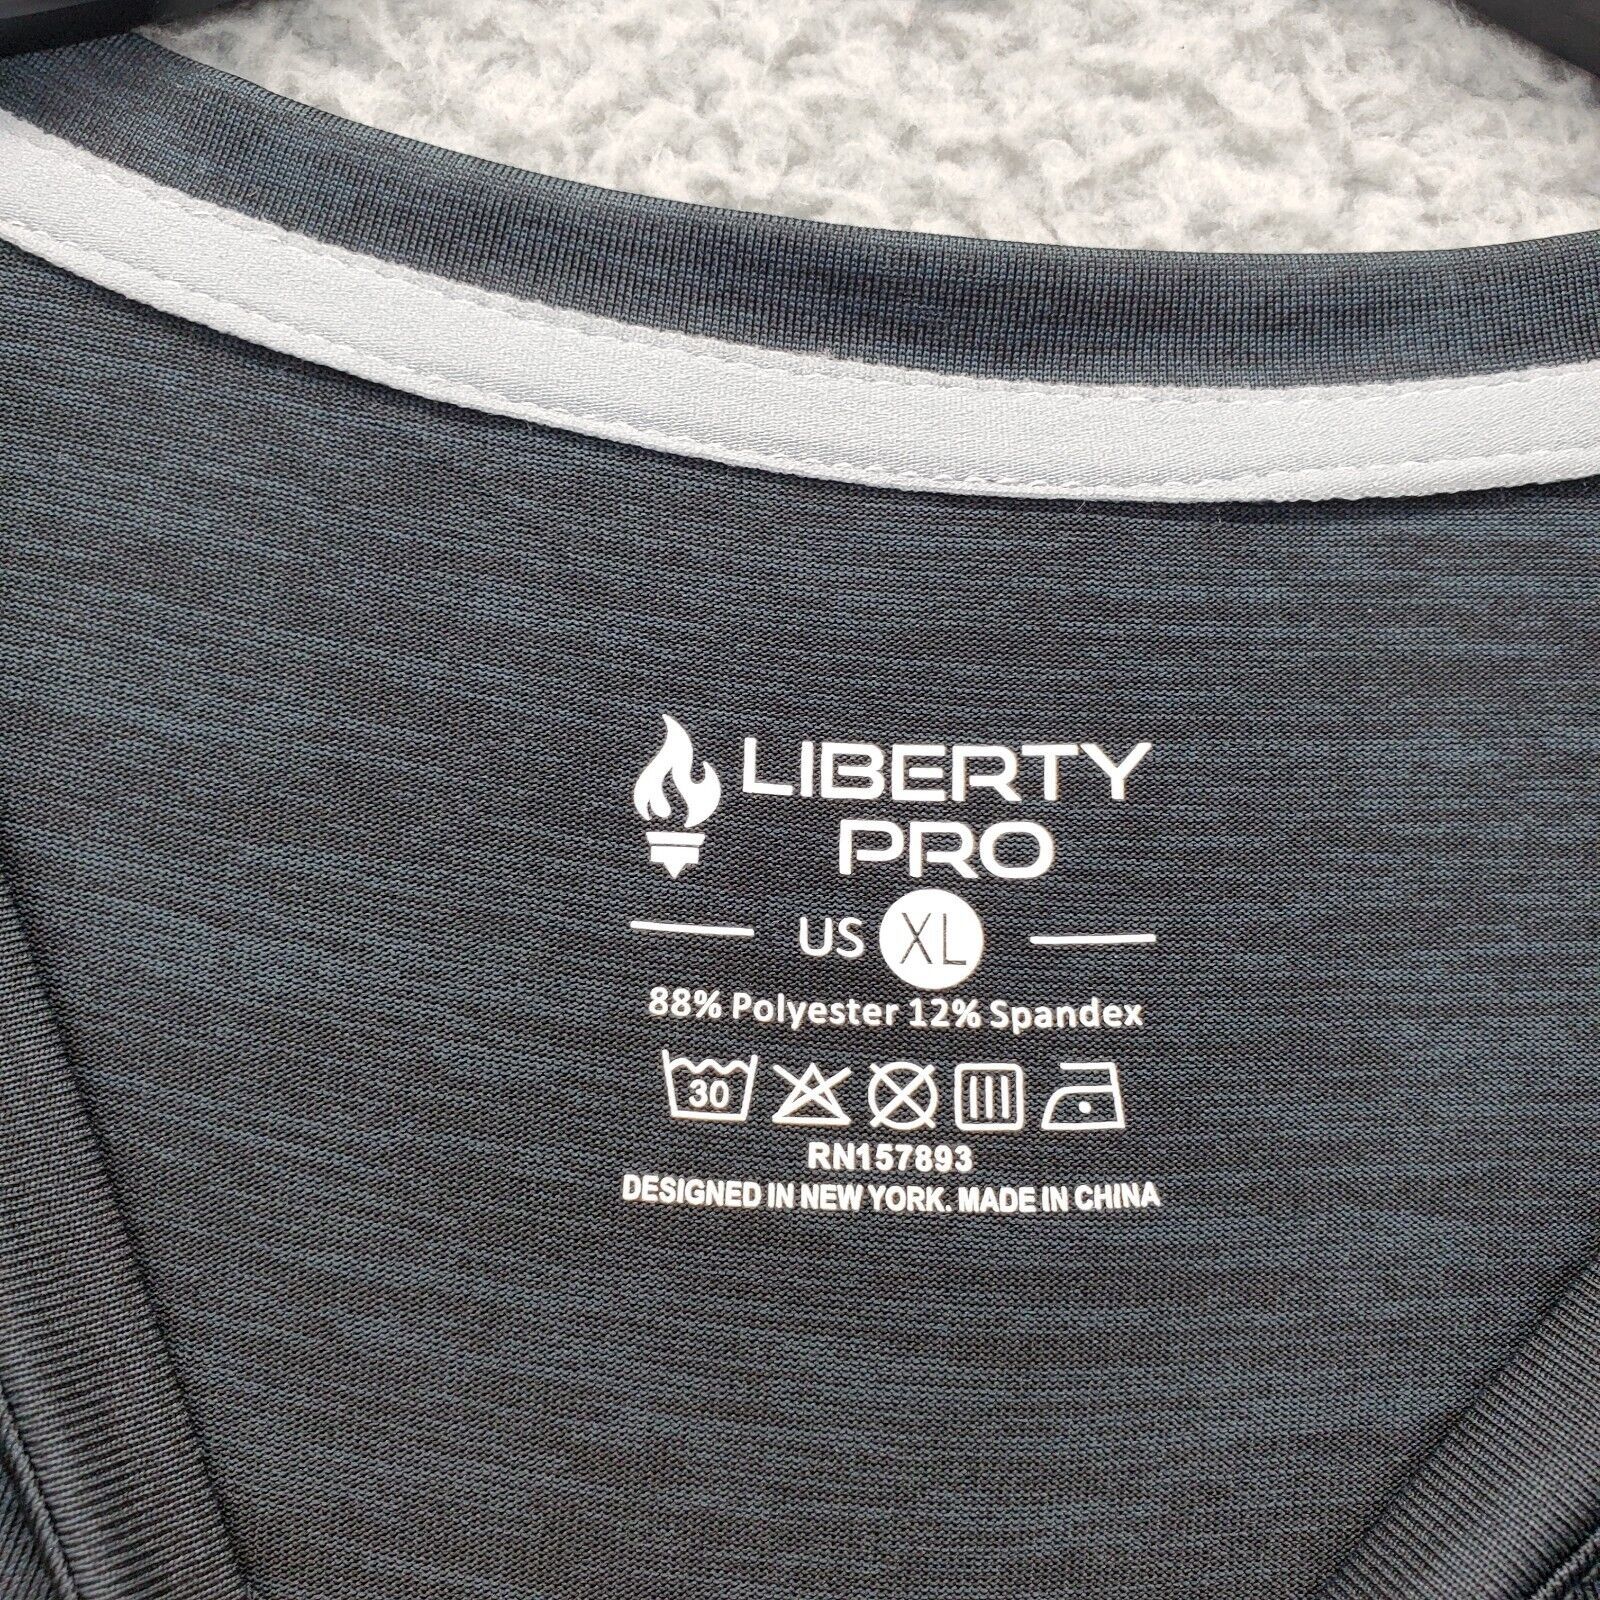 LIBERTY
PRO
US XL
88% Polyester 12% Spandex
30
RN157893
DESIGNED IN NEW YORK. MADE IN CHINA